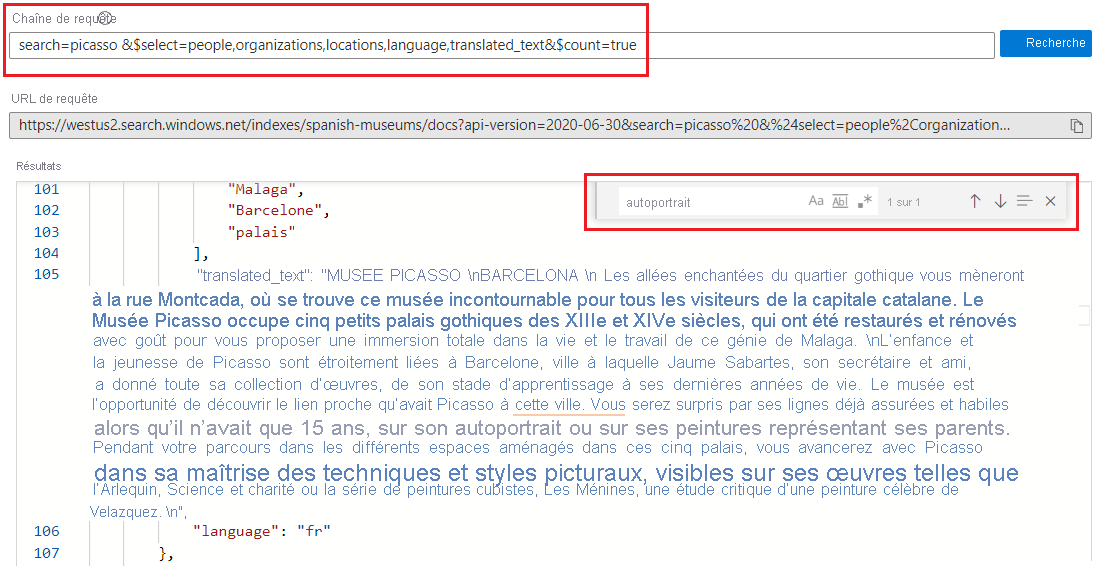 Chaîne de requête
search=picasso &$select=people,organizations,locations,language,translated_text&$count=true
Recherche
URL de requête
https://westus2.search.windows.net/indexes/spanish-museums/docs?api-version=2020-06-30&search=picasso%20&%24select=people%2Corganization...
Résultats
autoportrait Aa Abl .* 1 sur 1
101 "Malaga",
102 "Barcelone",
103 "palais"
104 ],
105 "translated_text": "MUSEE PICASSO \nBARCELONA \n Les allées enchantées du quartier gothique vous mèneront
à la rue Montcada, où se trouve ce musée incontournable pour tous les visiteurs de la capitale catalane. Le
Musée Picasso occupe cinq petits palais gothiques des XIIIe et XIVe siècles, qui ont été restaurés et rénovés
avec goût pour vous proposer une immersion totale dans la vie et le travail de ce génie de Malaga. \nL'enfance et
la jeunesse de Picasso sont étroitement liées à Barcelone, ville à laquelle Jaume Sabartes, son secrétaire et ami,
a donné toute sa collection d'œuvres, de son stade d'apprentissage à ses dernières années de vie. Le musée est
l'opportunité de découvrir le lien proche qu'avait Picasso à cette ville. Vous serez surpris par ses lignes déjà assurées et habiles
alors qu'il n'avait que 15 ans, sur son autoportrait ou sur ses peintures représentant ses parents.
Pendant votre parcours dans les différents espaces aménagés dans ces cinq palais, vous avancerez avec Picasso
dans sa maîtrise des techniques et styles picturaux, visibles sur ses œuvres telles que
l'Arlequin, Science et charité ou la série de peintures cubistes, Les Ménines, une étude critique d'une peinture célèbre de
Velazquez. \n",
106 "language": "fr"
107 },